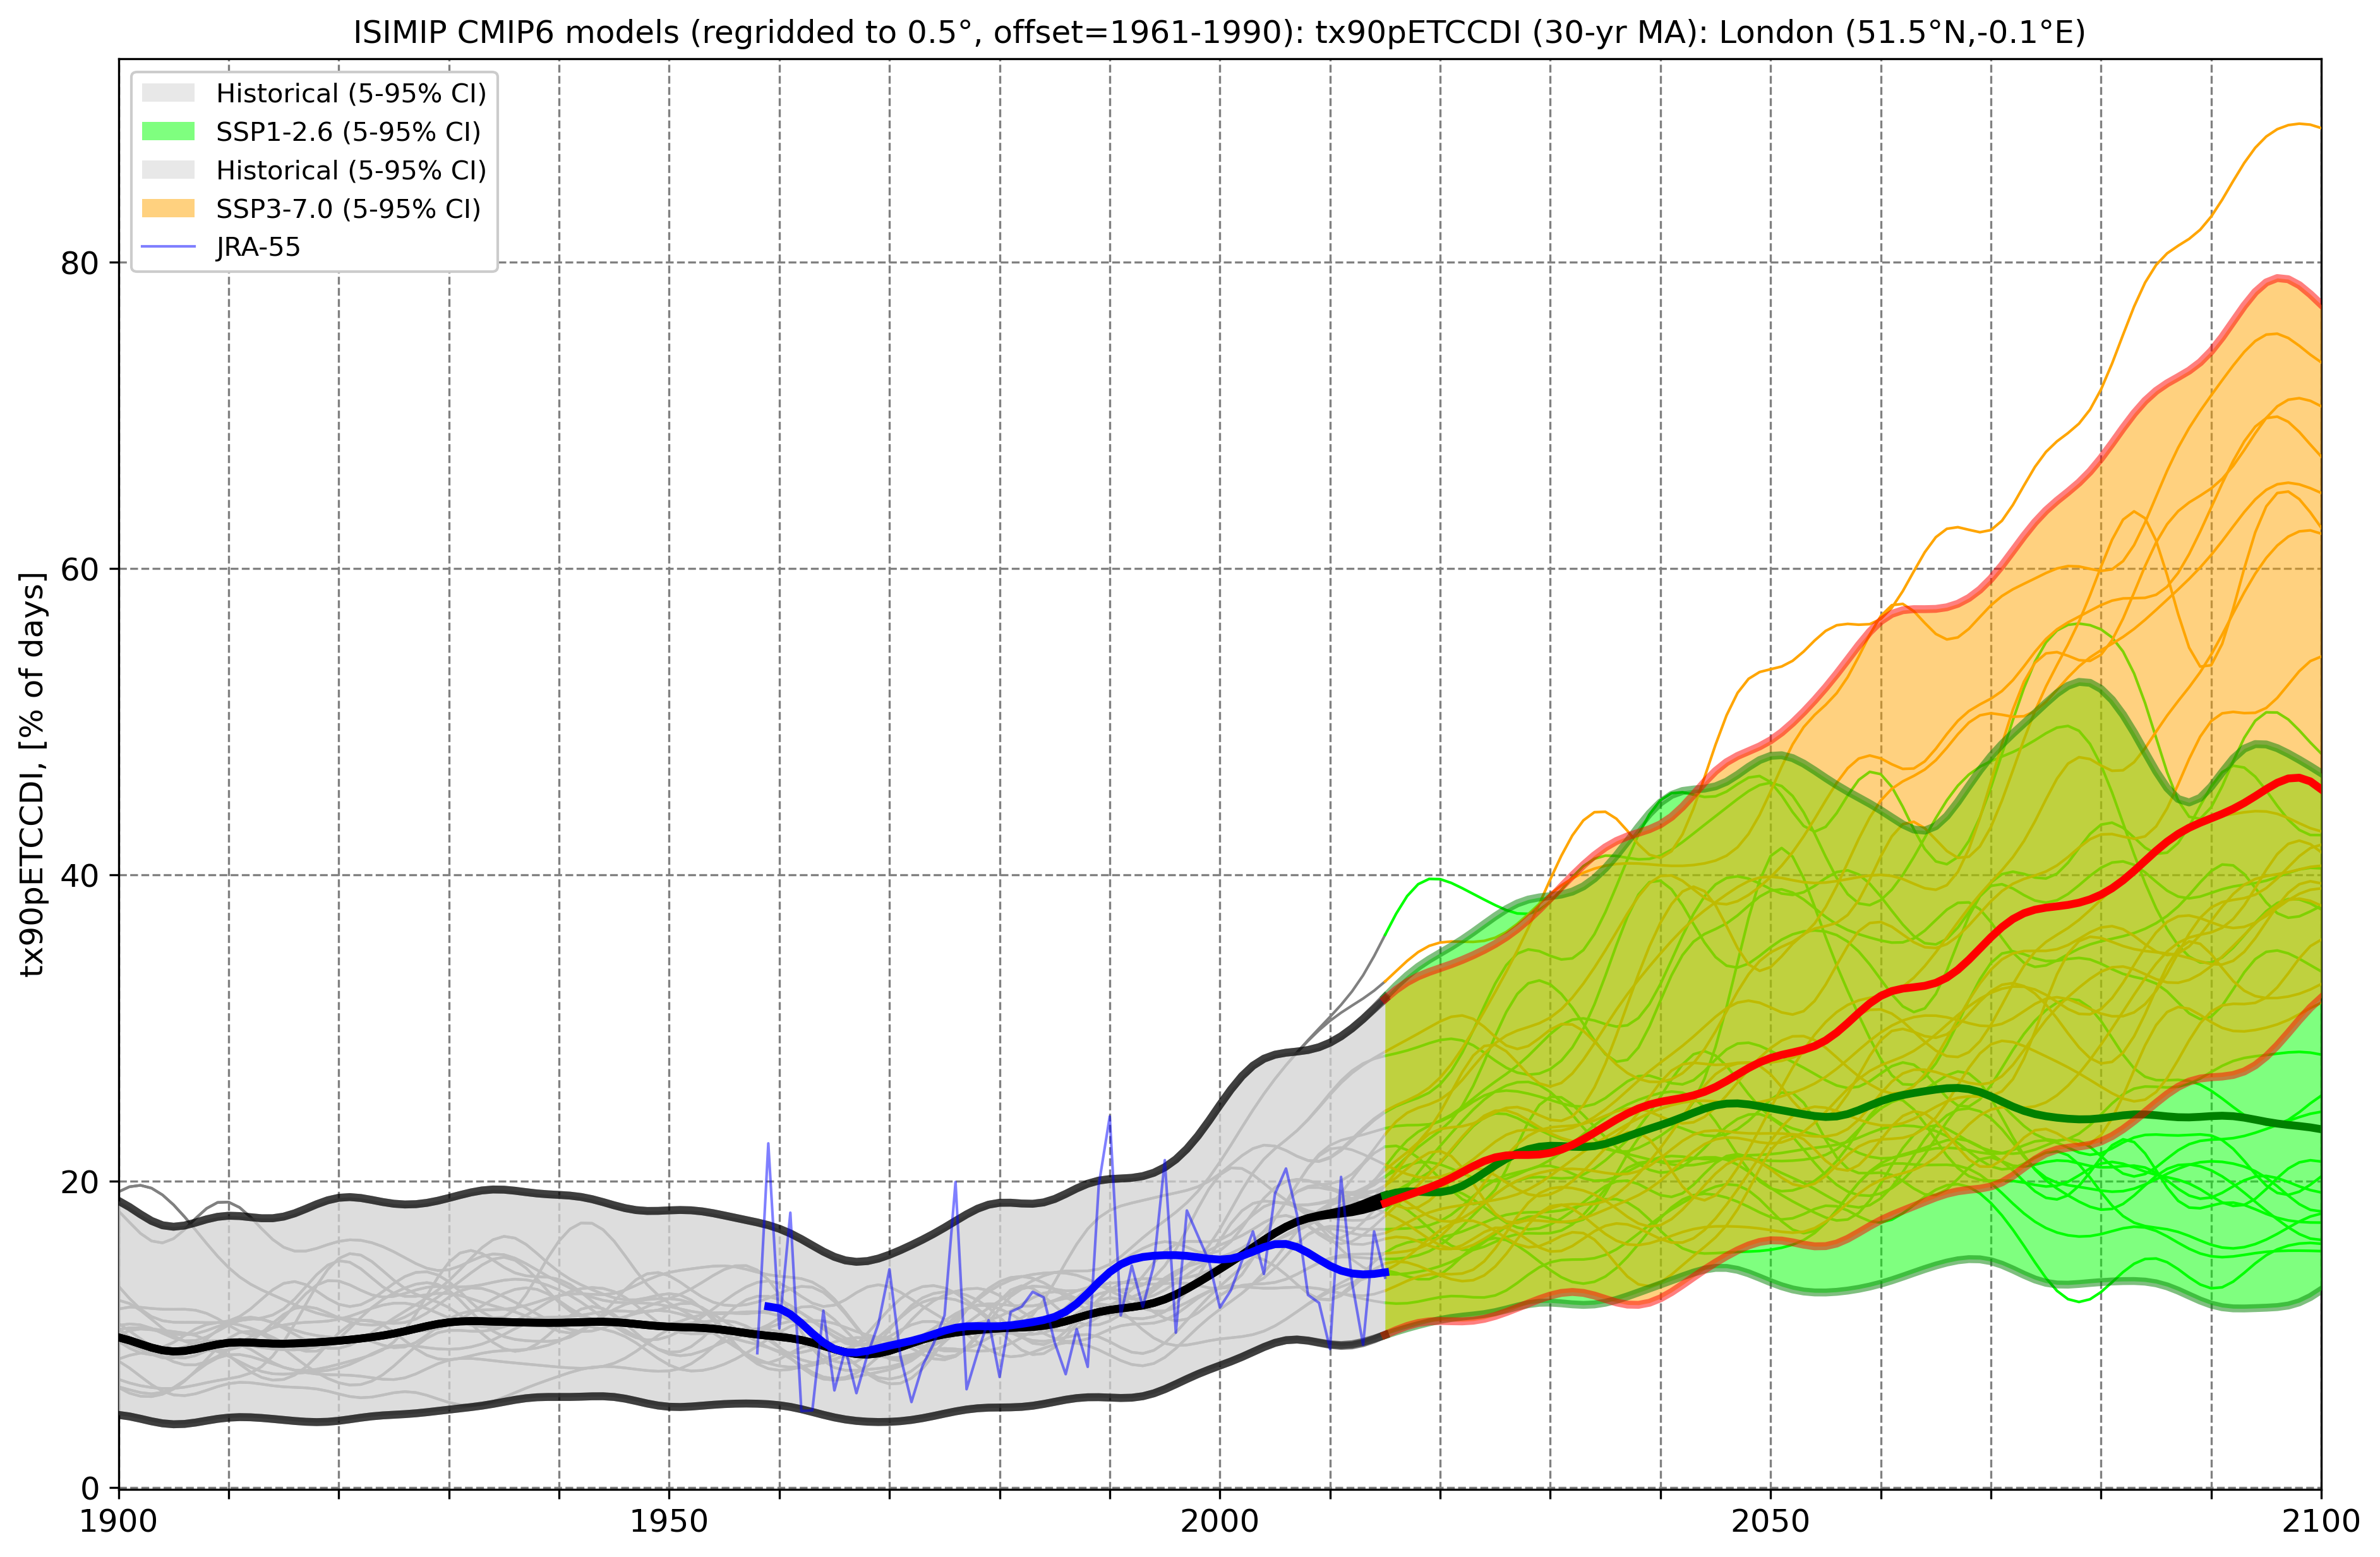 ISIMIP CMIP6 models (regridded to 0.5°, offset=1961-1990): tx90pETCCDI (30-yr MA): London (51.5°N,-0.1°E)
Historical (5-95% CI)
SSP1-2.6 (5-95% CI)
Historical (5-95% CI)
SSP3-7.0 (5-95% CI)
JRA-55
tx90pETCCDI, [% of days]
80
60
40
20
0
1900
1950
2000
2050
2100